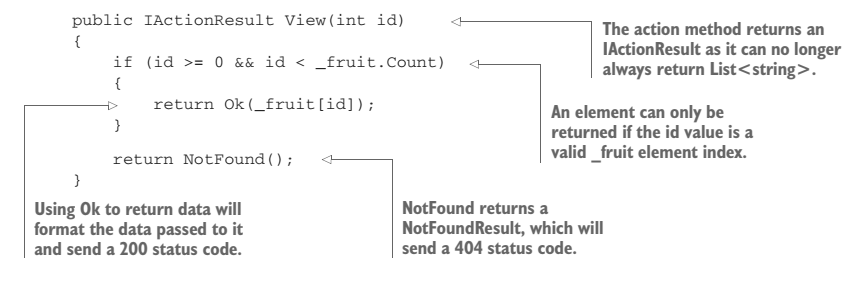 public IActionResult View(int id)
{
    if (id >= 0 && id < _fruit.Count)
    {
        return Ok(_fruit[id]);
    }

    return NotFound();
}
The action method returns an
IActionResult as it can no longer
always return List<string>.
An element can only be
returned if the id value is a
valid _fruit element index.
Using Ok to return data will
format the data passed to it
and send a 200 status code.
NotFound returns a
NotFoundResult, which will
send a 404 status code.